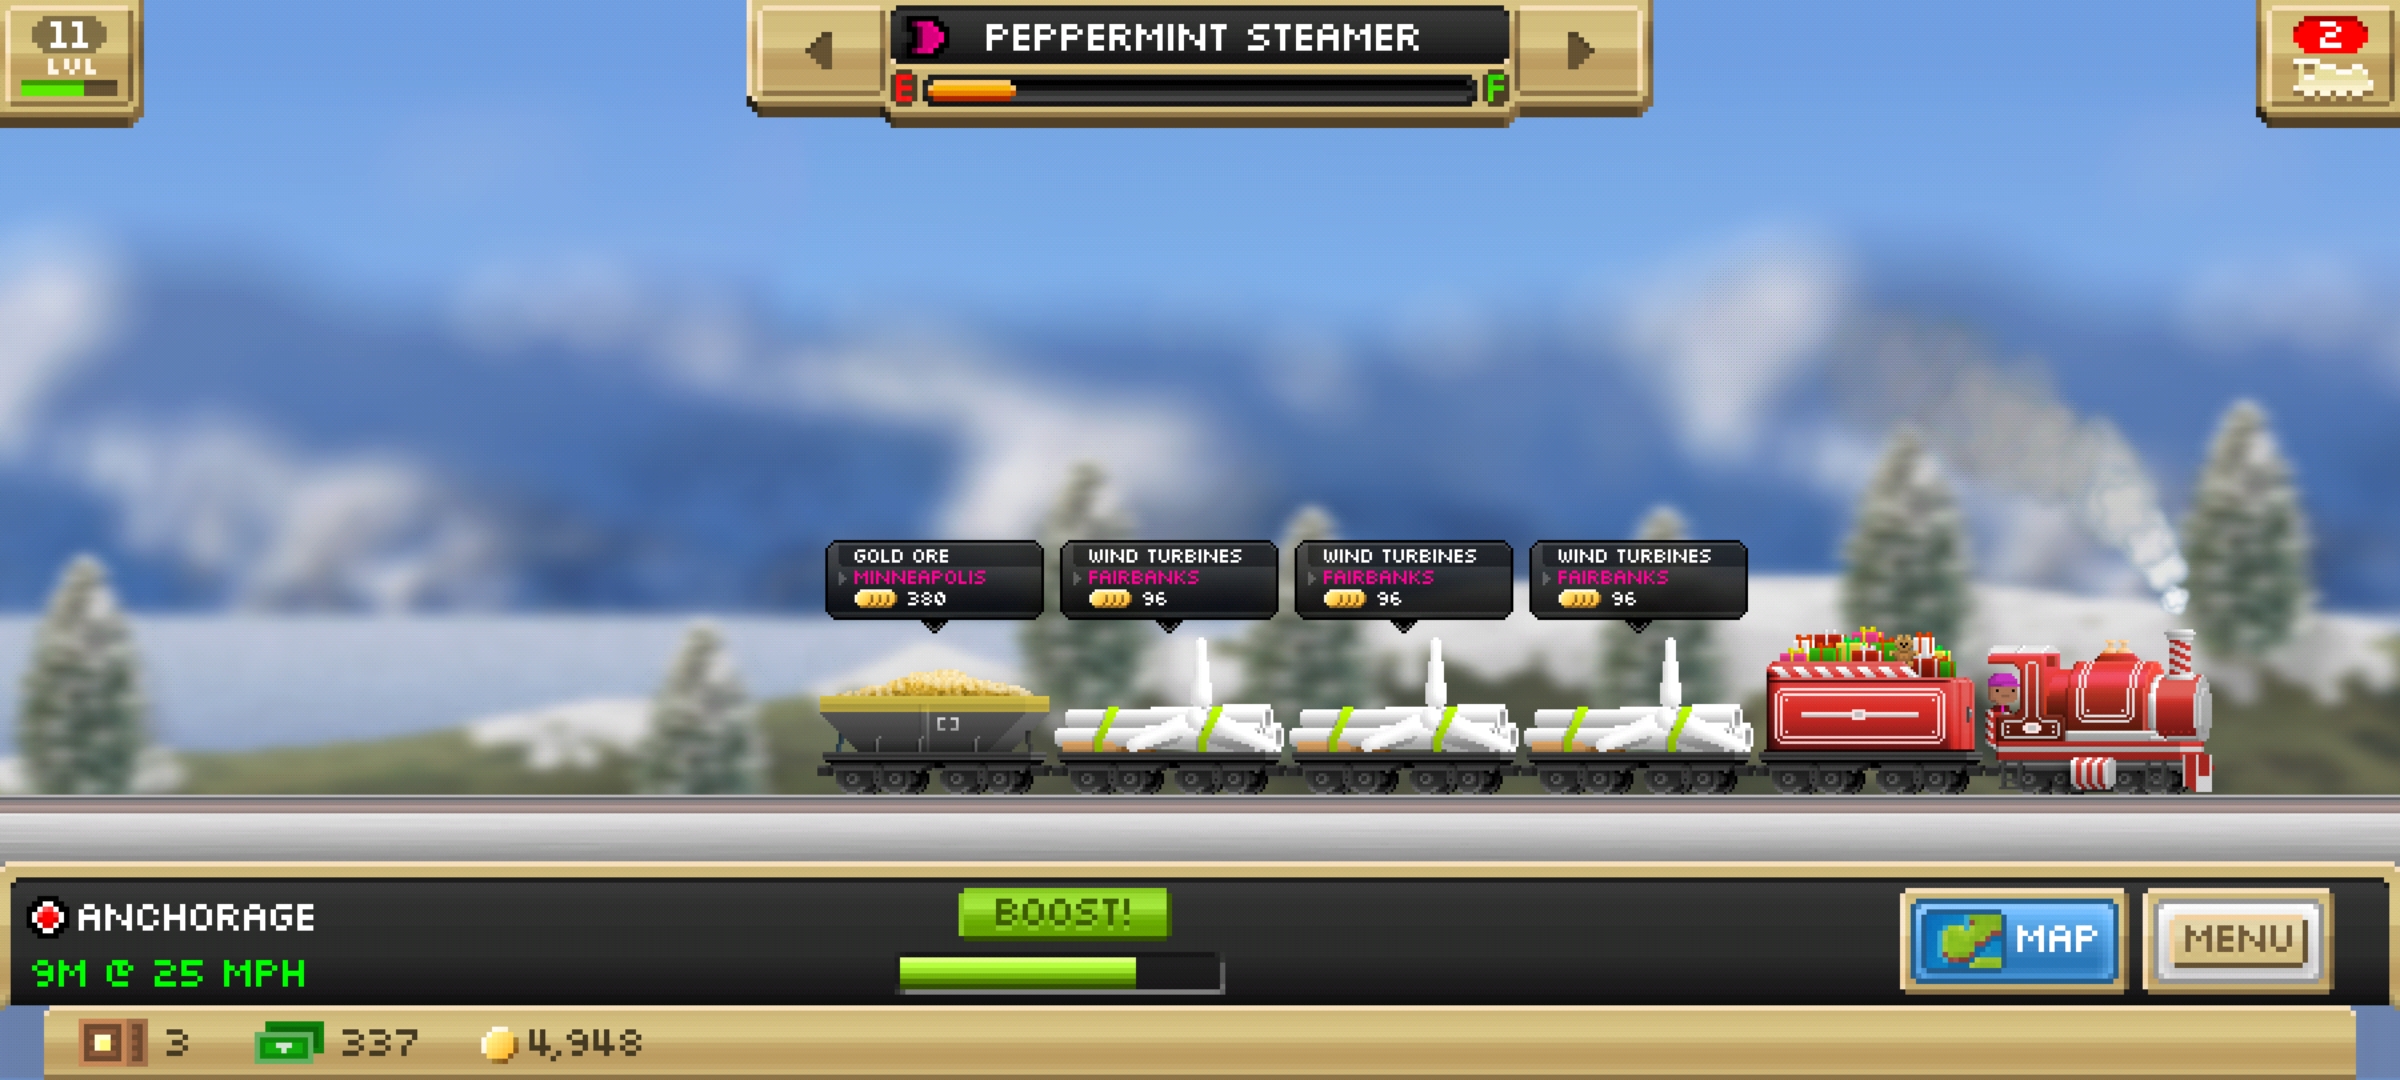 11
LVL
PEPPERMINT STEAMER
E F
2
GOLD ORE
MINNEAPOLIS
380
WIND TURBINES
FAIRBANKS
96
WIND TURBINES
FAIRBANKS
96
WIND TURBINES
FAIRBANKS
96
ANCHORAGE
9M @ 25 MPH
BOOST!
MAP
MENU
3
337
4,948